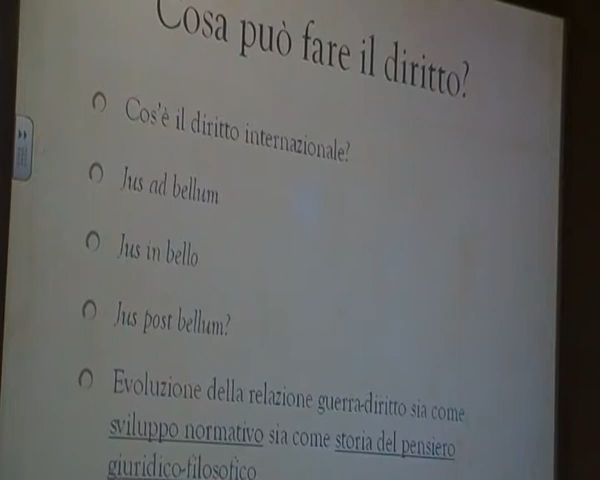 Cosa può fare il diritto?
Cos'è il diritto internazionale?
Jus ad bellum
Jus in bello
Jus post bellum?
Evoluzione della relazione guerra-diritto sia come
sviluppo normativo sia come storia del pensiero
giuridico-filosofico